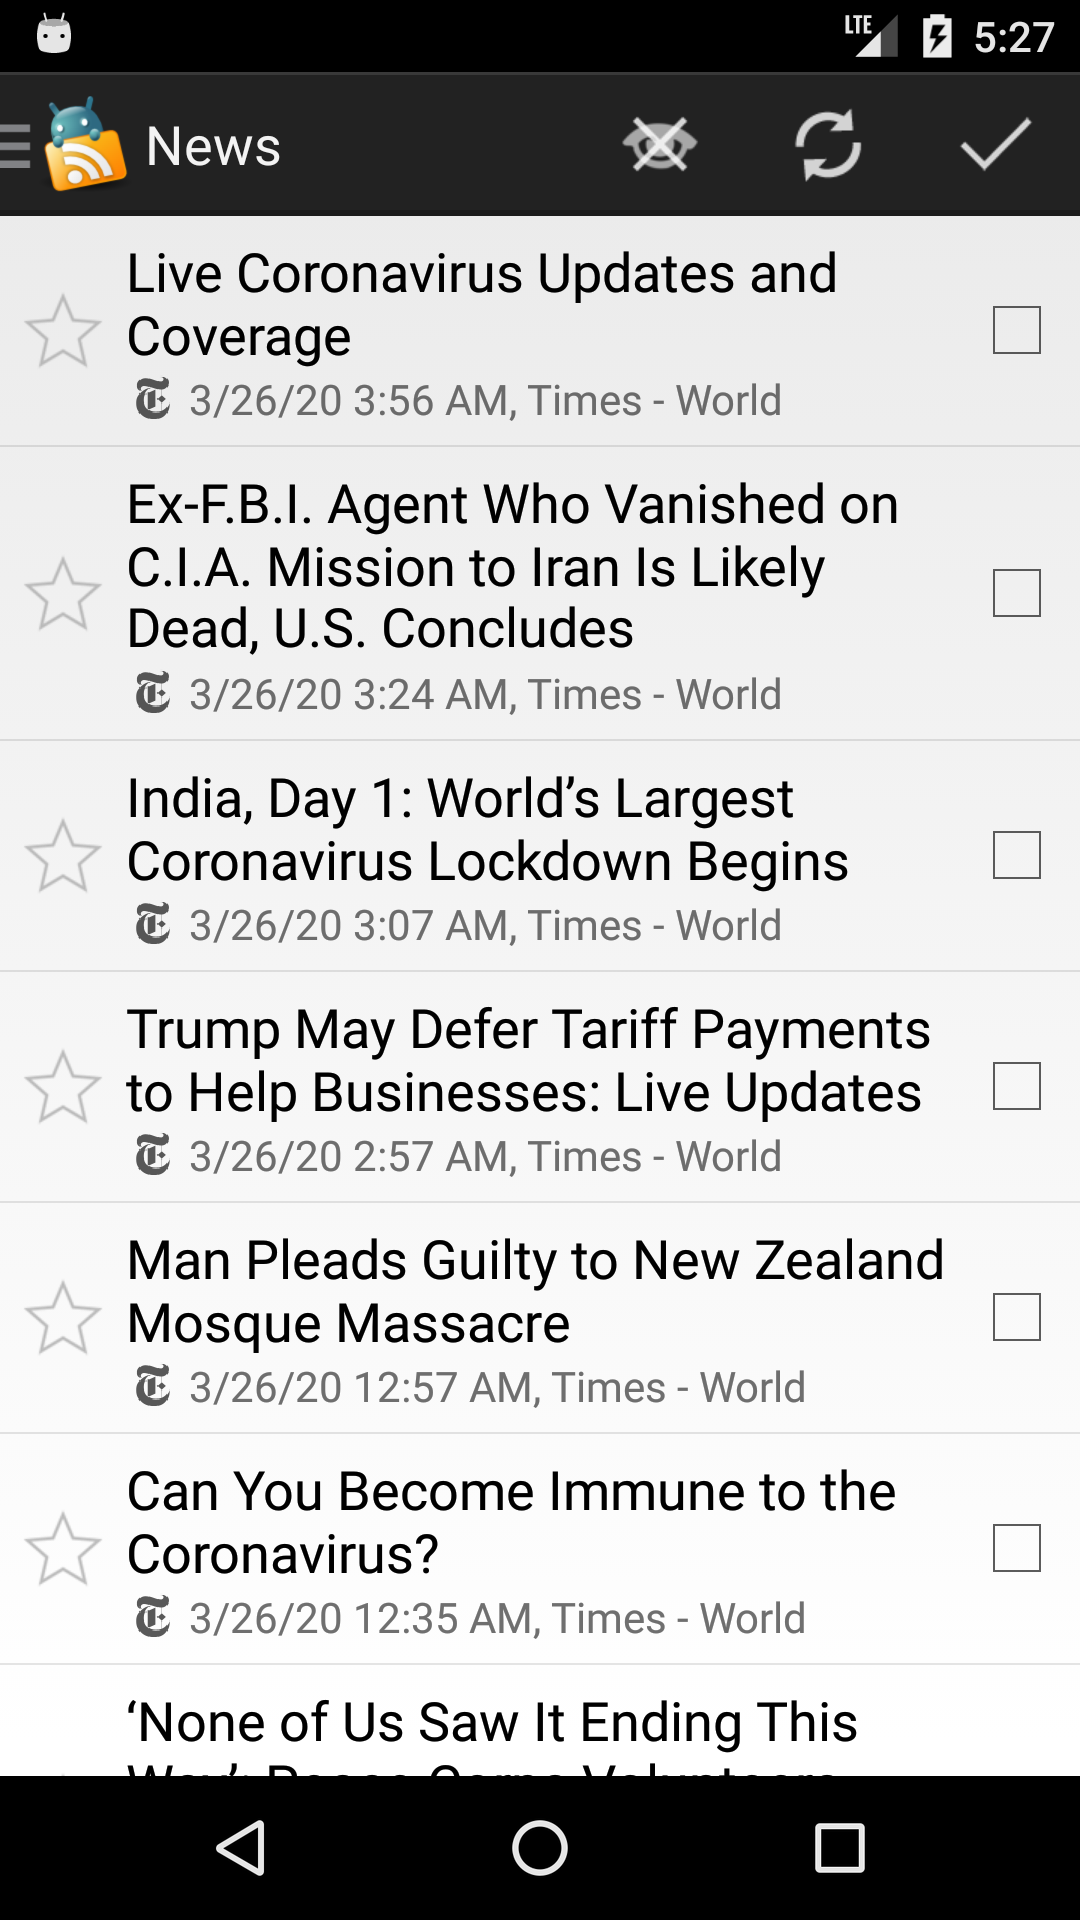 LTE 5:27
News
Live Coronavirus Updates and
Coverage
3/26/20 3:56 AM, Times - World
Ex-F.B.I. Agent Who Vanished on
C.I.A. Mission to Iran Is Likely
Dead, U.S. Concludes
3/26/20 3:24 AM, Times - World
India, Day 1: World’s Largest
Coronavirus Lockdown Begins
3/26/20 3:07 AM, Times - World
Trump May Defer Tariff Payments
to Help Businesses: Live Updates
3/26/20 2:57 AM, Times - World
Man Pleads Guilty to New Zealand
Mosque Massacre
3/26/20 12:57 AM, Times - World
Can You Become Immune to the
Coronavirus?
3/26/20 12:35 AM, Times - World
‘None of Us Saw It Ending This
Way’: Peace Corps Volunteers